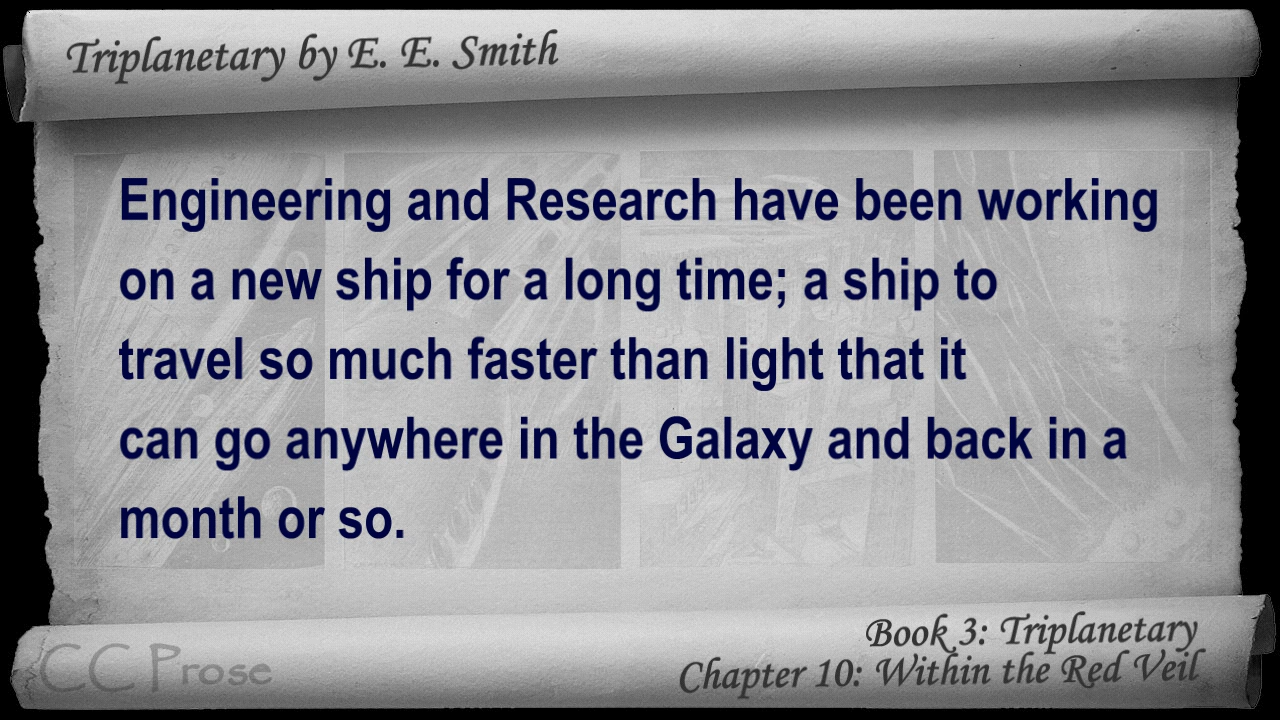 Triplanetary by E. E. Smith
Engineering and Research have been working
on a new ship for a long time; a ship to
travel so much faster than light that it
can go anywhere in the Galaxy and back in a
month or so.
Book 3: Triplanetary
Chapter 10: Within the Red Veil
CC Prose